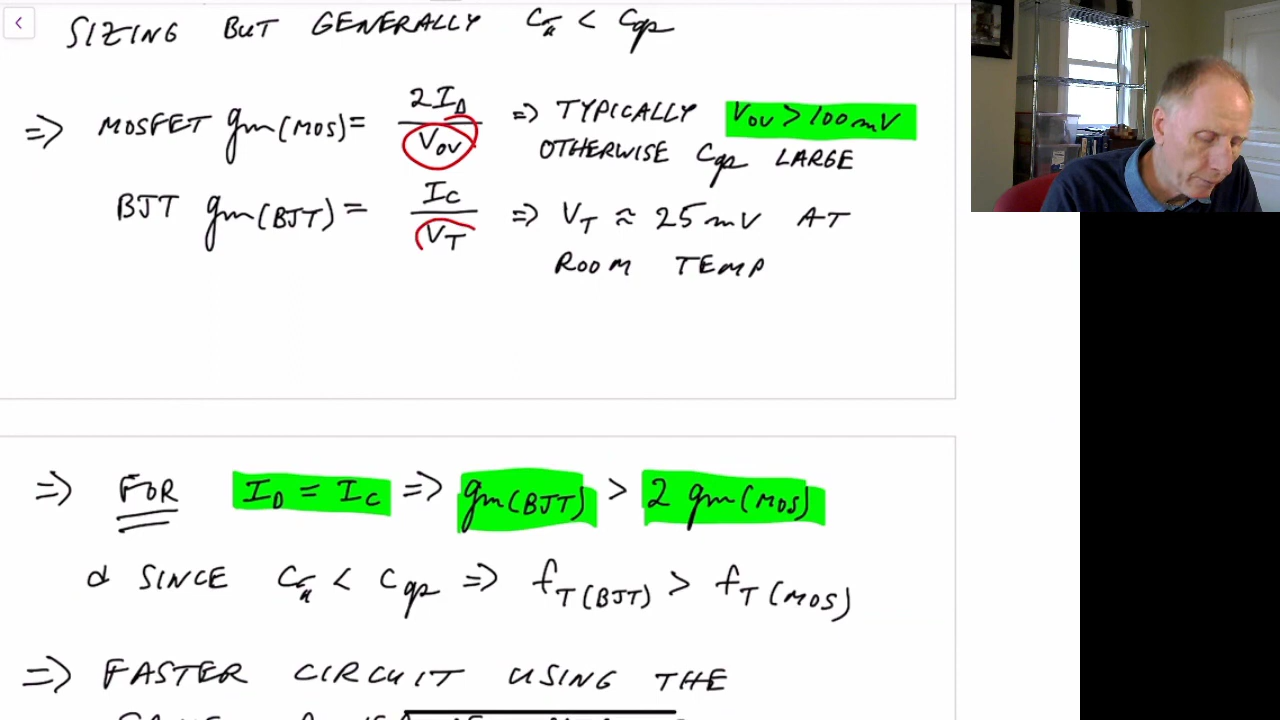 SIZING BUT GENERALLY Cπ < Cgs
=> MOSFET gm(MOS) = 2ID / VOV => TYPICALLY VOV > 100mV
OTHERWISE Cgs LARGE
BJT gm(BJT) = IC / VT => VT ≈ 25mV AT
ROOM TEMP
=> FOR ID = IC => gm(BJT) > 2 gm(MOS)
& SINCE Cπ < Cgs => fT(BJT) > fT(MOS)
=> FASTER CIRCUIT USING THE